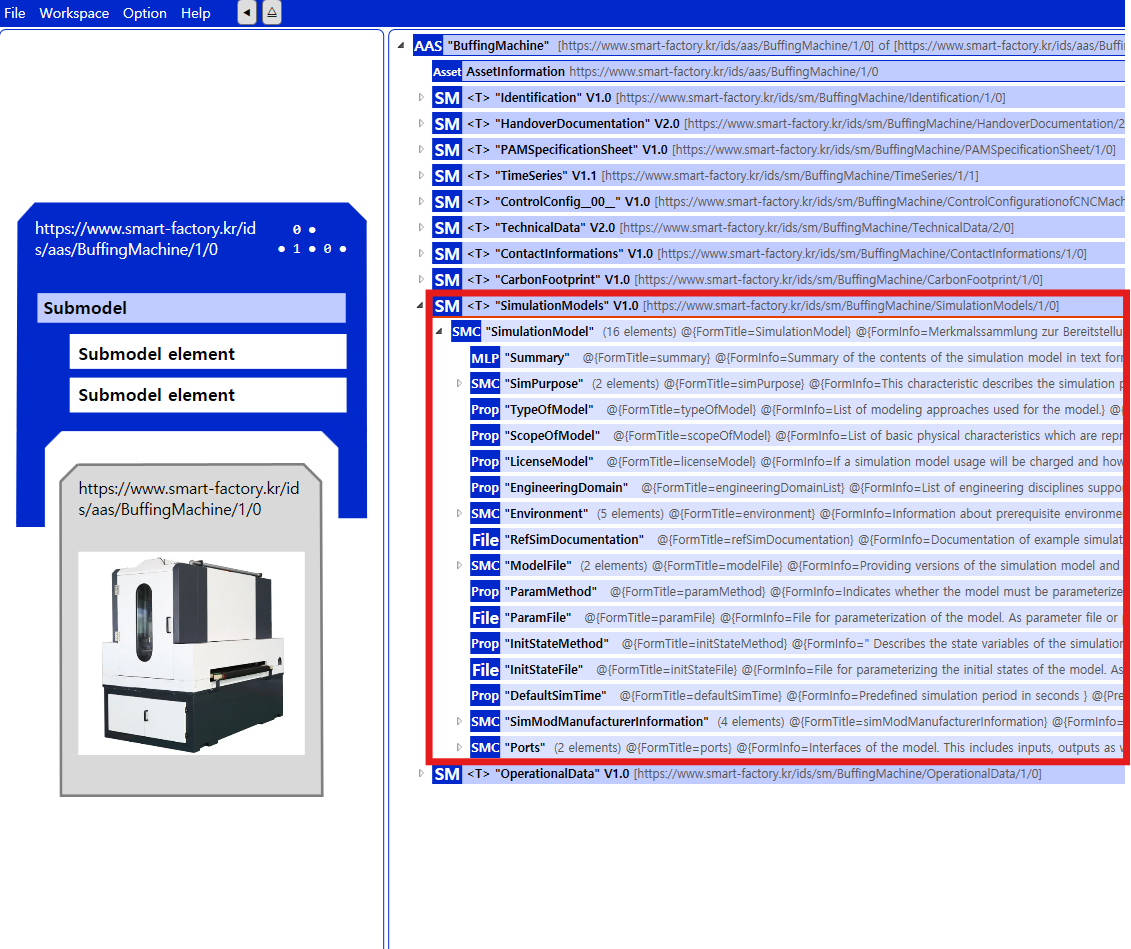 File Workspace Option Help
https://www.smart-factory.kr/id
s/aas/BuffingMachine/1/0
0 ●
● 1 ● 0 ●
Submodel
Submodel element
Submodel element
https://www.smart-factory.kr/id
s/aas/BuffingMachine/1/0
AAS "BuffingMachine" [https://www.smart-factory.kr/ids/aas/BuffingMachine/1/0] of [https://www.smart-factory.kr/ids/aas/Buffi
Asset AssetInformation https://www.smart-factory.kr/ids/aas/BuffingMachine/1/0
SM <T> "Identification" V1.0 [https://www.smart-factory.kr/ids/sm/BuffingMachine/Identification/1/0]
SM <T> "HandoverDocumentation" V2.0 [https://www.smart-factory.kr/ids/sm/BuffingMachine/HandoverDocumentation/2
SM <T> "PAMSpecificationSheet" V1.0 [https://www.smart-factory.kr/ids/sm/BuffingMachine/PAMSpecificationSheet/1/0]
SM <T> "TimeSeries" V1.1 [https://www.smart-factory.kr/ids/sm/BuffingMachine/TimeSeries/1/1]
SM <T> "ControlConfig__00__" V1.0 [https://www.smart-factory.kr/ids/sm/BuffingMachine/ControlConfigurationofCNCMach
SM <T> "TechnicalData" V2.0 [https://www.smart-factory.kr/ids/sm/BuffingMachine/TechnicalData/2/0]
SM <T> "ContactInformations" V1.0 [https://www.smart-factory.kr/ids/sm/BuffingMachine/ContactInformations/1/0]
SM <T> "CarbonFootprint" V1.0 [https://www.smart-factory.kr/ids/sm/BuffingMachine/CarbonFootprint/1/0]
SM <T> "SimulationModels" V1.0 [https://www.smart-factory.kr/ids/sm/BuffingMachine/SimulationModels/1/0]
SMC "SimulationModel" (16 elements) @{FormTitle=SimulationModel} @{FormInfo=Merkmalssammlung zur Bereitstellu
MLP "Summary" @{FormTitle=summary} @{FormInfo=Summary of the contents of the simulation model in text for
SMC "SimPurpose" (2 elements) @{FormTitle=simPurpose} @{FormInfo=This characteristic describes the simulation p
Prop "TypeOfModel" @{FormTitle=typeOfModel} @{FormInfo=List of modeling approaches used for the model.} @
Prop "ScopeOfModel" @{FormTitle=scopeOfModel} @{FormInfo=List of basic physical characteristics which are repr
Prop "LicenseModel" @{FormTitle=licenseModel} @{FormInfo=If a simulation model usage will be charged and how
Prop "EngineeringDomain" @{FormTitle=engineeringDomainList} @{FormInfo=List of engineering disciplines suppo
SMC "Environment" (5 elements) @{FormTitle=environment} @{FormInfo=Information about prerequisite environme
File "RefSimDocumentation" @{FormTitle=refSimDocumentation} @{FormInfo=Documentation of example simulat
SMC "ModelFile" (2 elements) @{FormTitle=modelFile} @{FormInfo=Providing versions of the simulation model and
Prop "ParamMethod" @{FormTitle=paramMethod} @{FormInfo=Indicates whether the model must be parameterize
File "ParamFile" @{FormTitle=paramFile} @{FormInfo=File for parameterization of the model. As parameter file or
Prop "InitStateMethod" @{FormTitle=initStateMethod} @{FormInfo=" Describes the state variables of the simulation
File "InitStateFile" @{FormTitle=initStateFile} @{FormInfo=File for parameterizing the initial states of the model. As
Prop "DefaultSimTime" @{FormTitle=defaultSimTime} @{FormInfo=Predefined simulation period in seconds } @{Pre
SMC "SimModManufacturerInformation" (4 elements) @{FormTitle=simModManufacturerInformation} @{FormInfo=
SMC "Ports" (2 elements) @{FormTitle=ports} @{FormInfo=Interfaces of the model. This includes inputs, outputs as
SM <T> "OperationalData" V1.0 [https://www.smart-factory.kr/ids/sm/BuffingMachine/OperationalData/1/0]